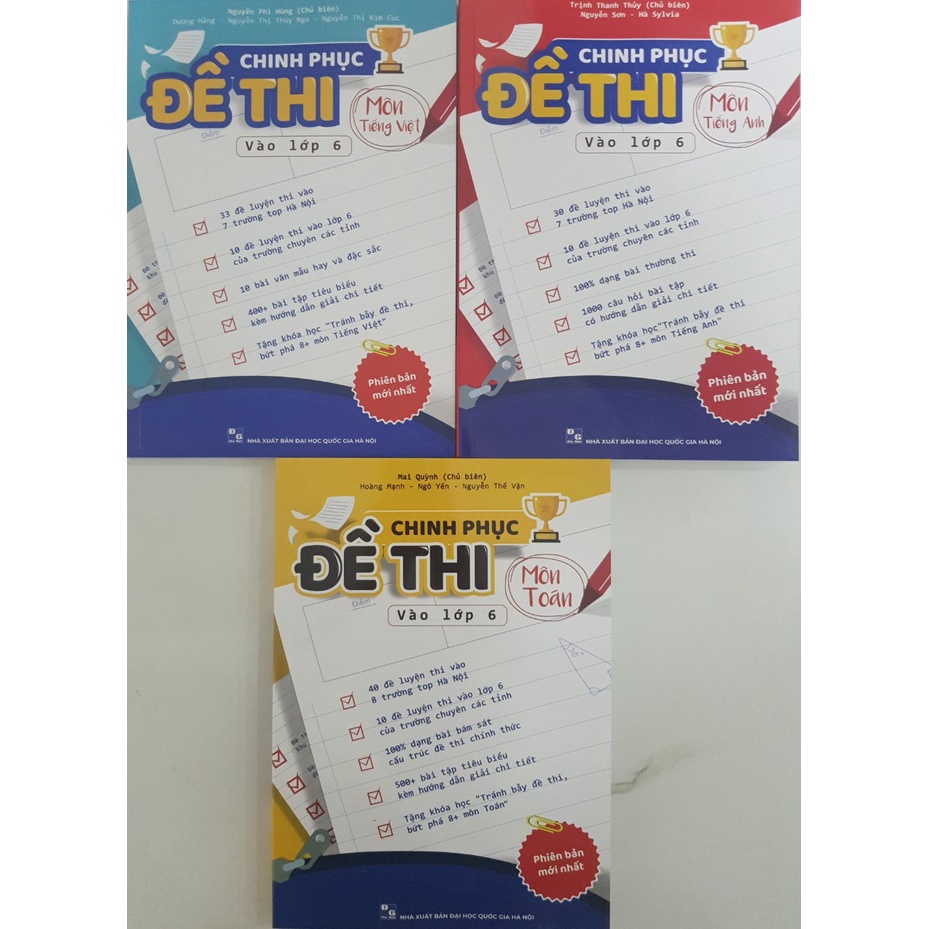 Nguyễn Phi Hùng (Chủ biên)
Dương Hằng - Nguyễn Thị Thúy Nga - Nguyễn Thị Kim Cúc
CHINH PHỤC
ĐỀ THI
Môn
Tiếng Việt
Vào lớp 6
Điểm
33 đề luyện thi vào
7 trường top Hà Nội
10 đề luyện thi vào lớp 6
của trường chuyên các tỉnh
10 bài văn mẫu hay và đặc sắc
400+ bài tập tiêu biểu
kèm hướng dẫn giải chi tiết
Tặng khóa học "Tránh bẫy đề thi,
bứt phá 8+ môn Tiếng Việt"
Phiên bản
mới nhất
NHÀ XUẤT BẢN ĐẠI HỌC QUỐC GIA HÀ NỘI
Trịnh Thanh Thủy (Chủ biên)
Nguyễn Sơn - Hà Sylvia
CHINH PHỤC
ĐỀ THI
Môn
Tiếng Anh
Vào lớp 6
Điểm
30 đề luyện thi vào
7 trường top Hà Nội
10 đề luyện thi vào lớp 6
của trường chuyên các tỉnh
100% dạng bài thường thi
1000 câu hỏi bài tập
có hướng dẫn giải chi tiết
Tặng khóa học"Tránh bẫy đề thi
bứt phá 8+ môn Tiếng Anh"
Phiên bản
mới nhất
NHÀ XUẤT BẢN ĐẠI HỌC QUỐC GIA HÀ NỘI
Mai Quỳnh (Chủ biên)
Hoàng Mạnh - Ngô Yến - Nguyễn Thế Vận
CHINH PHỤC
ĐỀ THI
Môn
Toán
Vào lớp 6
Điểm
40 đề luyện thi vào
8 trường top Hà Nội
10 đề luyện thi vào lớp 6
của trường chuyên các tỉnh
100% dạng bài bám sát
cấu trúc đề thi chính thức
500+ bài tập tiêu biểu
kèm hướng dẫn giải chi tiết
Tặng khóa học "Tránh bẫy đề thi,
bứt phá 8+ môn Toán"
Phiên bản
mới nhất
NHÀ XUẤT BẢN ĐẠI HỌC QUỐC GIA HÀ NỘI